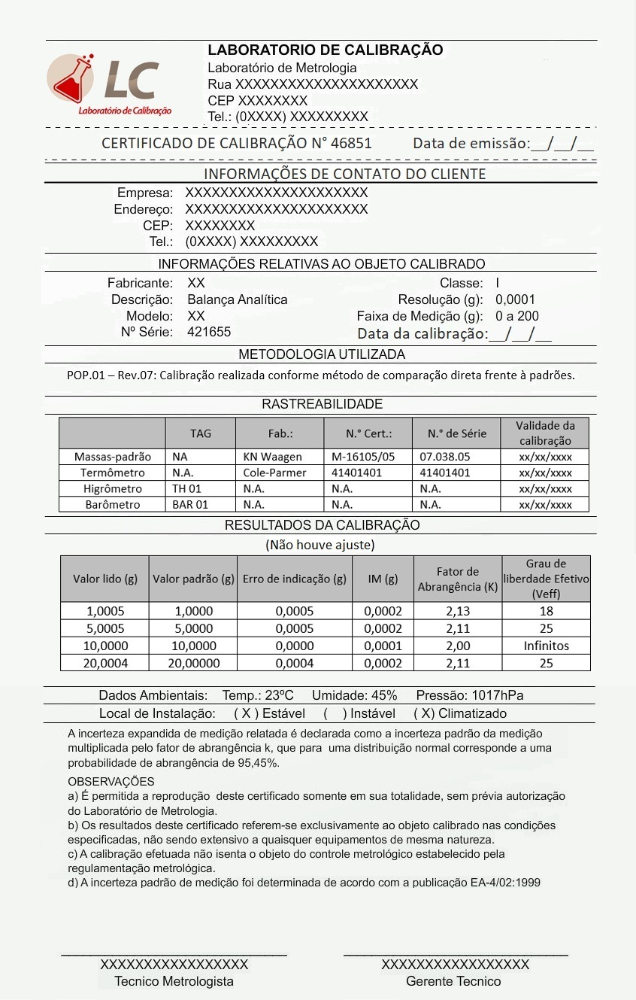 LC
Laboratório de Calibração
LABORATORIO DE CALIBRAÇÃO
Laboratório de Metrologia
Rua XXXXXXXXXXXXXXXXXXXXX
CEP XXXXXXXX
Tel.: (0XXXX) XXXXXXXXX
CERTIFICADO DE CALIBRAÇÃO N° 46851 Data de emissão:__/__/__
INFORMAÇÕES DE CONTATO DO CLIENTE
Empresa: XXXXXXXXXXXXXXXXXXXXX
Endereço: XXXXXXXXXXXXXXXXXXXXX
CEP: XXXXXXXX
Tel.: (0XXXX) XXXXXXXXX
INFORMAÇÕES RELATIVAS AO OBJETO CALIBRADO
Fabricante: XX Classe: I
Descrição: Balança Analítica Resolução (g): 0,0001
Modelo: XX Faixa de Medição (g): 0 a 200
Nº Série: 421655 Data da calibração:__/__/__
METODOLOGIA UTILIZADA
POP.01 – Rev.07: Calibração realizada conforme método de comparação direta frente à padrões.
RASTREABILIDADE
TAG Fab.: N.° Cert.: N.° de Série Validade da calibração
Massas-padrão NA KN Waagen M-16105/05 07.038.05 xx/xx/xxxx
Termômetro N.A. Cole-Parmer 41401401 41401401 xx/xx/xxxx
Higrômetro TH 01 N.A. N.A. N.A. xx/xx/xxxx
Barômetro BAR 01 N.A. N.A. N.A. xx/xx/xxxx
RESULTADOS DA CALIBRAÇÃO
(Não houve ajuste)
Valor lido (g) Valor padrão (g) Erro de indicação (g) IM (g) Fator de Abrangência (K) Grau de liberdade Efetivo (Veff)
1,0005 1,0000 0,0005 0,0002 2,13 18
5,0005 5,0000 0,0005 0,0002 2,11 25
10,0000 10,0000 0,0000 0,0001 2,00 Infinitos
20,0004 20,00000 0,0004 0,0002 2,11 25
Dados Ambientais: Temp.: 23ºC Umidade: 45% Pressão: 1017hPa
Local de Instalação: ( X ) Estável ( ) Instável ( X) Climatizado
A incerteza expandida de medição relatada é declarada como a incerteza padrão da medição
multiplicada pelo fator de abrangência k, que para uma distribuição normal corresponde a uma
probabilidade de abrangência de 95,45%.
OBSERVAÇÕES
a) É permitida a reprodução deste certificado somente em sua totalidade, sem prévia autorização
do Laboratório de Metrologia.
b) Os resultados deste certificado referem-se exclusivamente ao objeto calibrado nas condições
especificadas, não sendo extensivo a quaisquer equipamentos de mesma natureza.
c) A calibração efetuada não isenta o objeto do controle metrológico estabelecido pela
regulamentação metrológica.
d) A incerteza padrão de medição foi determinada de acordo com a publicação EA-4/02:1999
XXXXXXXXXXXXXXXXX XXXXXXXXXXXXXXXXX
Tecnico Metrologista Gerente Tecnico